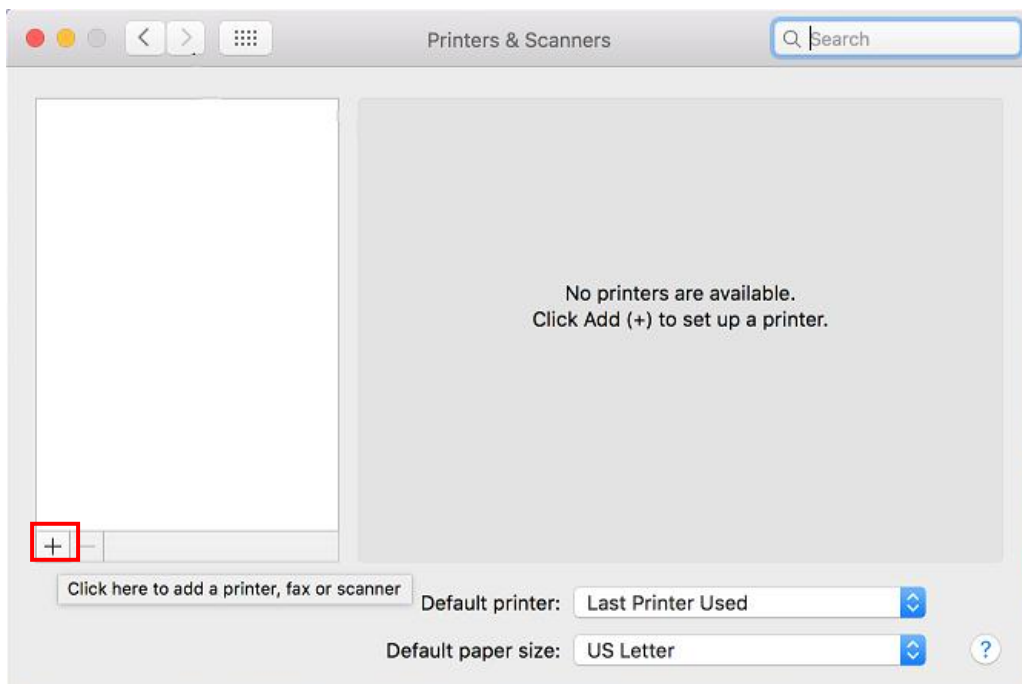 Printers & Scanners
Search
No printers are available.
Click Add (+) to set up a printer.
+ −
Click here to add a printer, fax or scanner
Default printer: Last Printer Used
Default paper size: US Letter
?